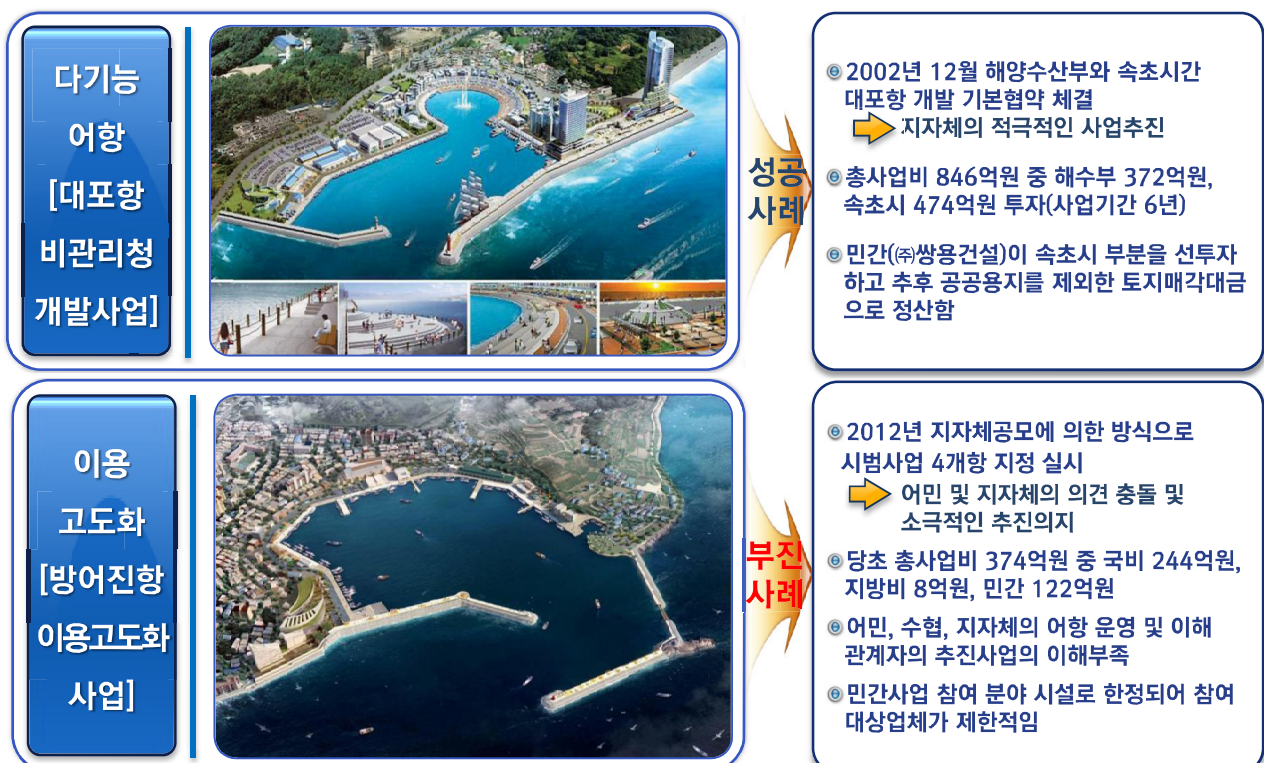 다기능
어항
[대포항
비관리청
개발사업]
성공
사례
2002년 12월 해양수산부와 속초시간
대포항 개발 기본협약 체결
지자체의 적극적인 사업추진
총사업비 846억원 중 해수부 372억원,
속초시 474억원 투자(사업기간 6년)
민간(㈜쌍용건설)이 속초시 부분을 선투자
하고 추후 공공용지를 제외한 토지매각대금
으로 정산함
이용
고도화
[방어진항
이용고도화
사업]
부진
사례
2012년 지자체공모에 의한 방식으로
시범사업 4개항 지정 실시
어민 및 지자체의 의견 충돌 및
소극적인 추진의지
당초 총사업비 374억원 중 국비 244억원,
지방비 8억원, 민간 122억원
어민, 수협, 지자체의 어항 운영 및 이해
관계자의 추진사업의 이해부족
민간사업 참여 분야 시설로 한정되어 참여
대상업체가 제한적임